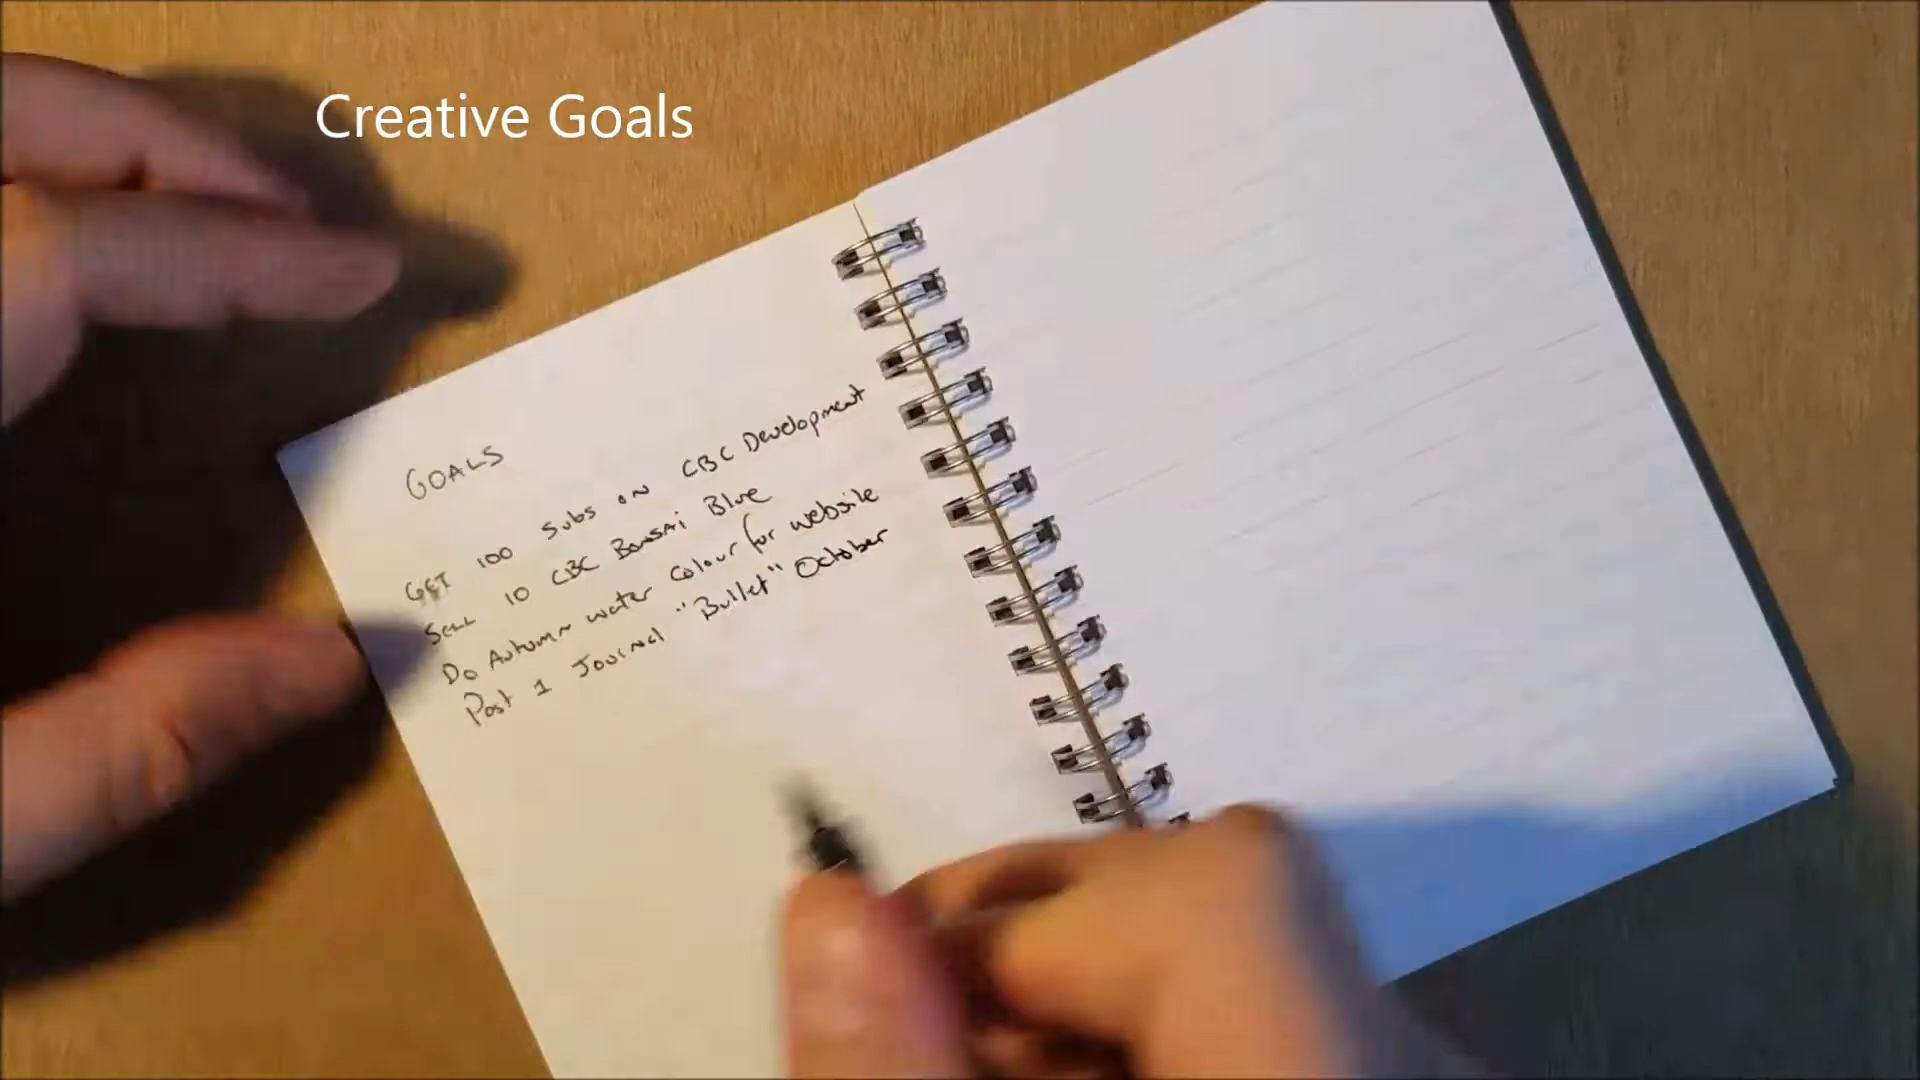 Creative Goals
GOALS
GET 100 SUBS ON CBC Development
SELL 10 CBC Bonsai Blue
Do Autumn water colour for website
Post 1 Journal "Bullet" October